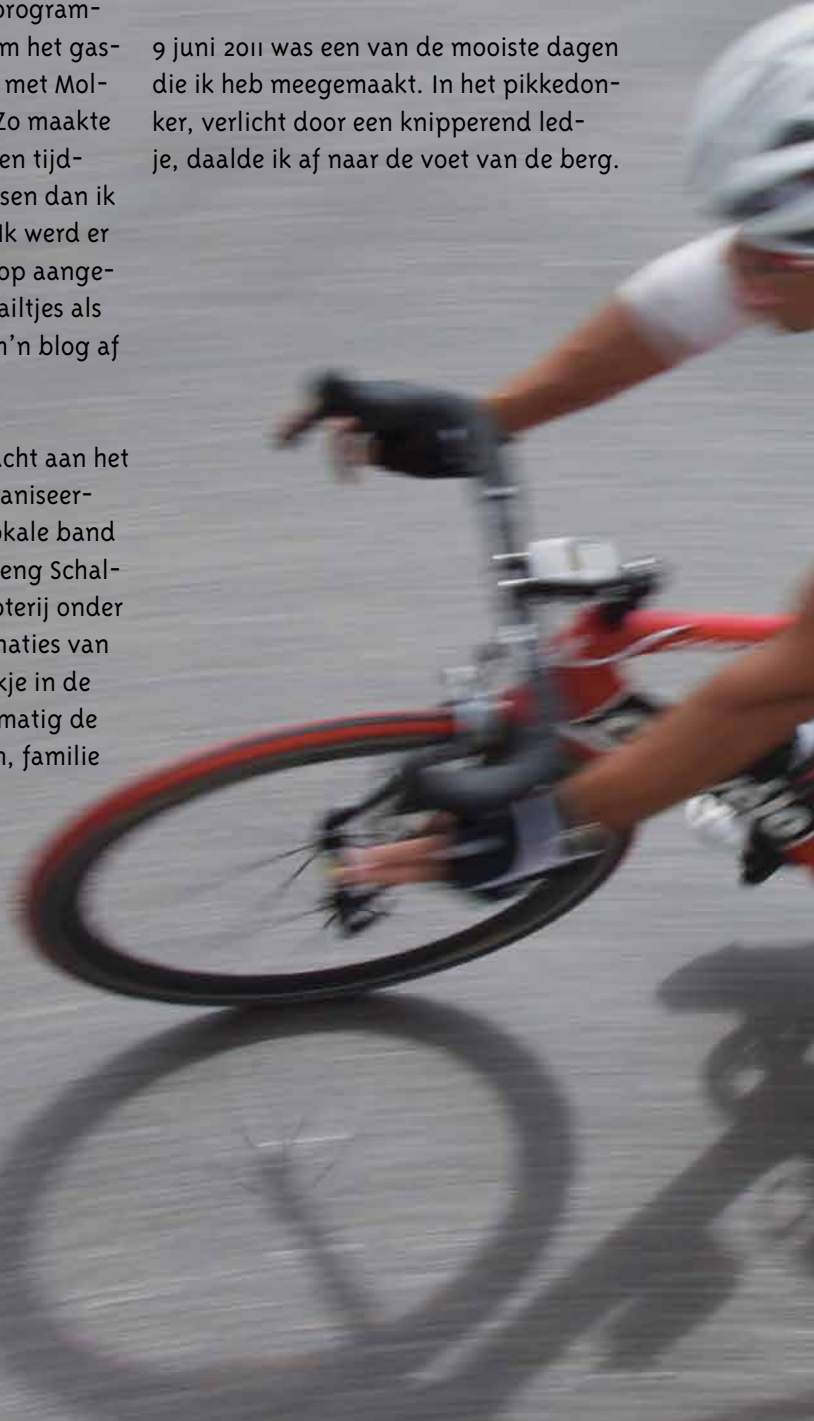 program-
m het gas-
met Mol-
Zo maakte
en tijd-
sen dan ik
Ik werd er
op aange-
ailtjes als
m’n blog af
acht aan het
aniseer-
okale band
eng Schal-
oterij onder
maties van
kje in de
matig de
n, familie
9 juni 2011 was een van de mooiste dagen
die ik heb meegemaakt. In het pikkedon-
ker, verlicht door een knipperend led-
je, daalde ik af naar de voet van de berg.